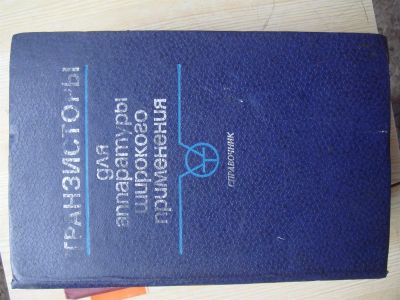 ТРАНЗИСТОРЫ
для
аппаратуры
широкого
применения
СПРАВОЧНИК